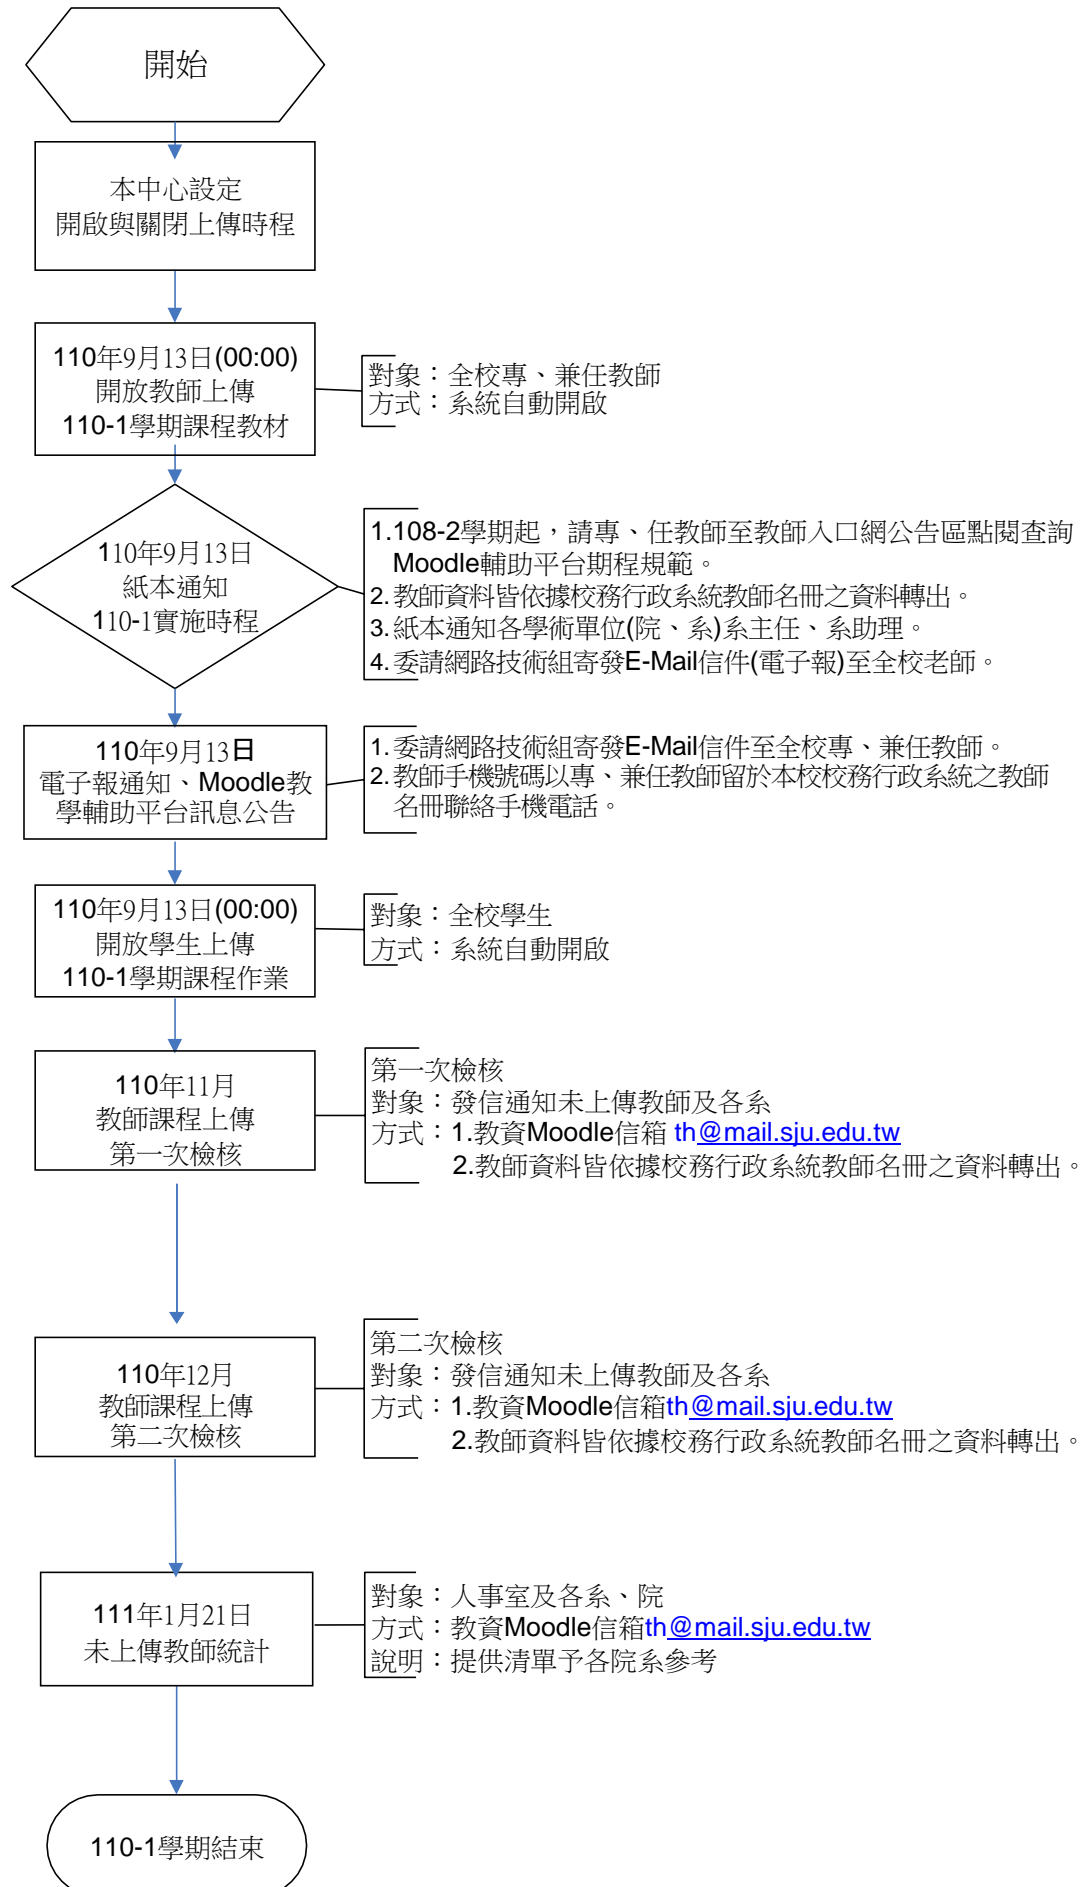 開始
本中心設定
開啟與關閉上傳時程
110年9月13日(00:00)
開放教師上傳
110-1學期課程教材
對象：全校專、兼任教師
方式：系統自動開啟
110年9月13日
紙本通知
110-1實施時程
1.108-2學期起，請專、任教師至教師入口網公告區點閱查詢
Moodle輔助平台期程規範。
2.教師資料皆依據校務行政系統教師名冊之資料轉出。
3.紙本通知各學術單位(院、系)系主任、系助理。
4.委請網路技術組寄發E-Mail信件(電子報)至全校老師。
110年9月13日
電子報通知、Moodle教
學輔助平台訊息公告
1.委請網路技術組寄發E-Mail信件至全校專、兼任教師。
2.教師手機號碼以專、兼任教師留於本校校務行政系統之教師
名冊聯絡手機電話。
110年9月13日(00:00)
開放學生上傳
110-1學期課程作業
對象：全校學生
方式：系統自動開啟
110年11月
教師課程上傳
第一次檢核
第一次檢核
對象：發信通知未上傳教師及各系
方式：1.教資Moodle信箱 th@mail.sju.edu.tw
2.教師資料皆依據校務行政系統教師名冊之資料轉出。
110年12月
教師課程上傳
第二次檢核
第二次檢核
對象：發信通知未上傳教師及各系
方式：1.教資Moodle信箱th@mail.sju.edu.tw
2.教師資料皆依據校務行政系統教師名冊之資料轉出。
111年1月21日
未上傳教師統計
對象：人事室及各系、院
方式：教資Moodle信箱th@mail.sju.edu.tw
說明：提供清單予各院系參考
110-1學期結束